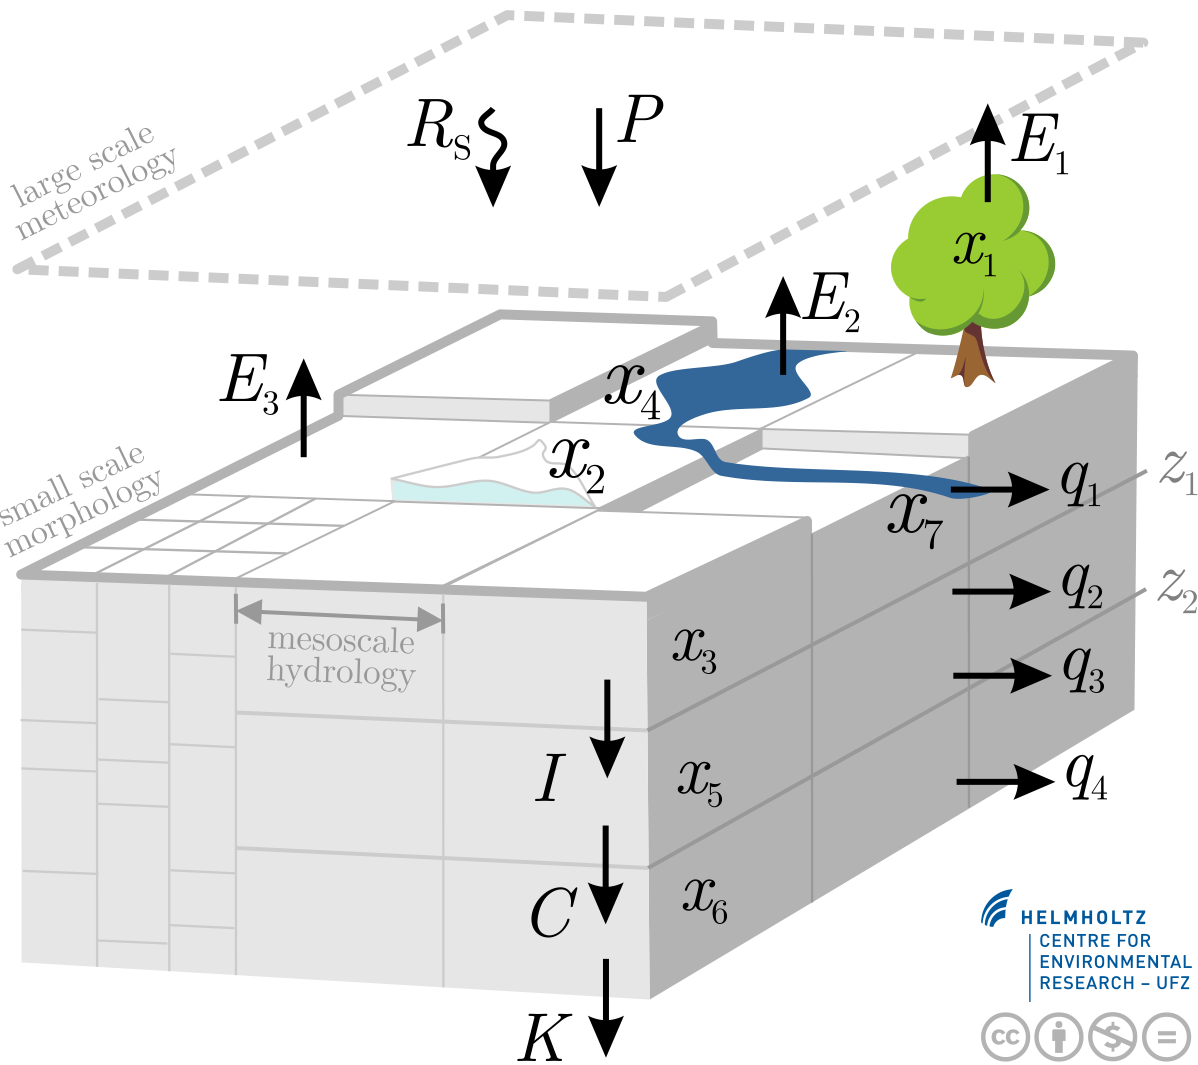 R_S
P
E_1
large scale
meteorology
x_1
E_2
E_3
x_4
x_2
small scale
morphology
z_1
q_1
x_7
q_2
z_2
mesoscale
hydrology
x_3
q_3
I
x_5
q_4
C
x_6
K
HELMHOLTZ
CENTRE FOR
ENVIRONMENTAL
RESEARCH – UFZ
cc
$
=